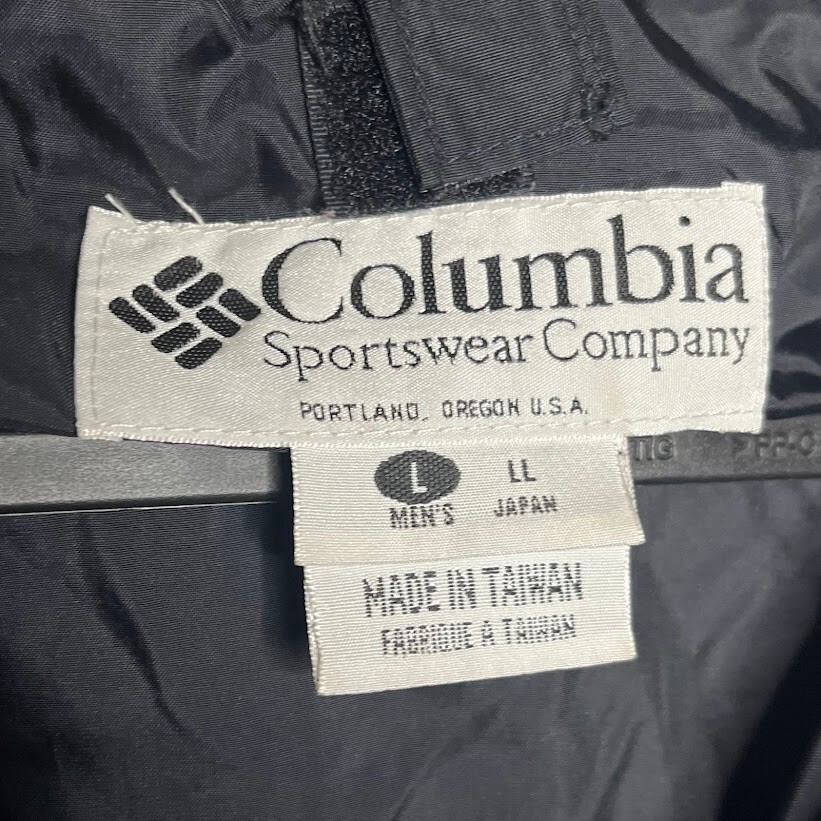 Columbia
Sportswear Company
PORTLAND, OREGON U.S.A.
L LL
MEN'S JAPAN
MADE IN TAIWAN
FABRIQUE A TAIWAN